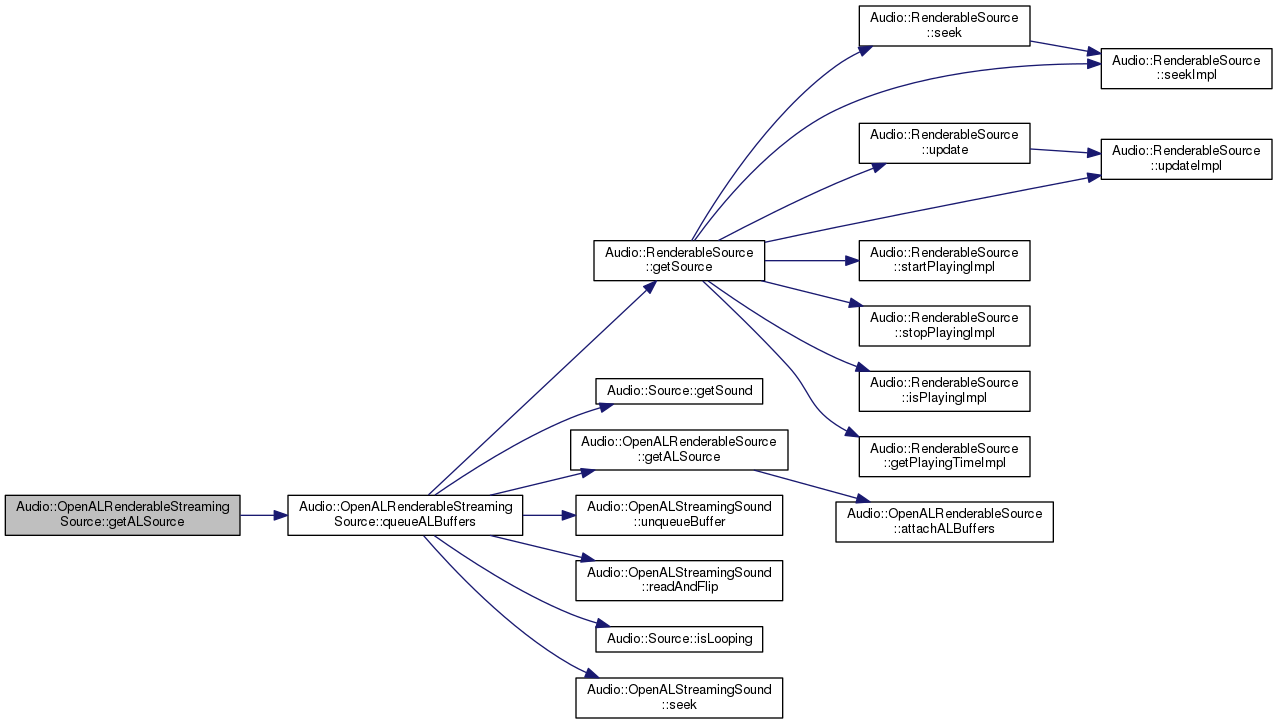 Audio::RenderableSource
::seek
Audio::RenderableSource
::seekImpl
Audio::RenderableSource
::update
Audio::RenderableSource
::updateImpl
Audio::RenderableSource
::getSource
Audio::RenderableSource
::startPlayingImpl
Audio::RenderableSource
::stopPlayingImpl
Audio::RenderableSource
::isPlayingImpl
Audio::Source::getSound
Audio::RenderableSource
::getPlayingTimeImpl
Audio::OpenALRenderableSource
::getALSource
Audio::OpenALRenderableStreaming
Source::getALSource
Audio::OpenALRenderableStreaming
Source::queueALBuffers
Audio::OpenALStreamingSound
::unqueueBuffer
Audio::OpenALRenderableSource
::attachALBuffers
Audio::OpenALStreamingSound
::readAndFlip
Audio::Source::isLooping
Audio::OpenALStreamingSound
::seek